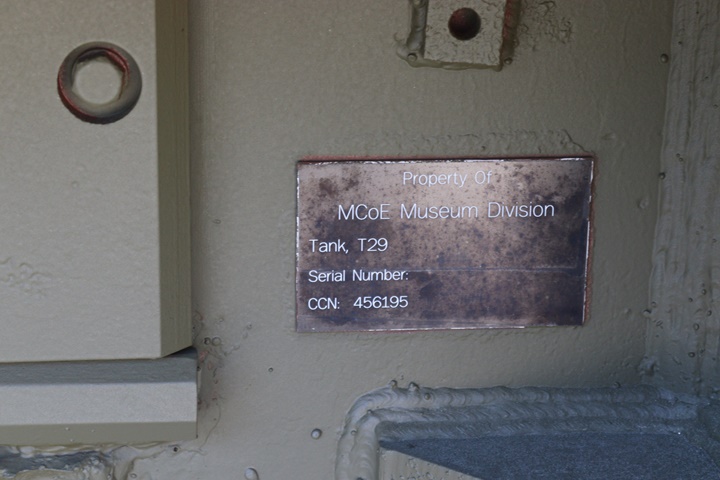 Property Of
MCoE Museum Division
Tank, T29
Serial Number:
CCN: 456195